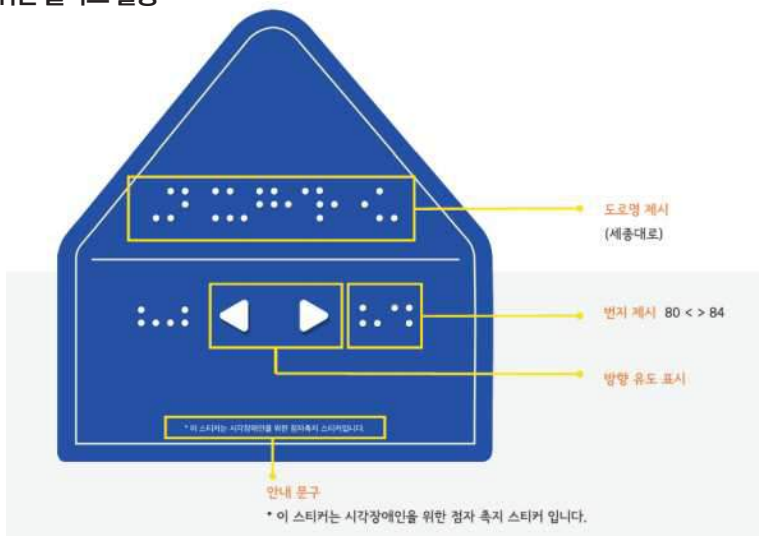 도로명 제시
(세종대로)
번지 제시 80 < > 84
방향 유도 표시
* 이 스티커는 시각장애인을 위한 점자촉지 스티커입니다.
안내 문구
* 이 스티커는 시각장애인을 위한 점자 촉지 스티커 입니다.